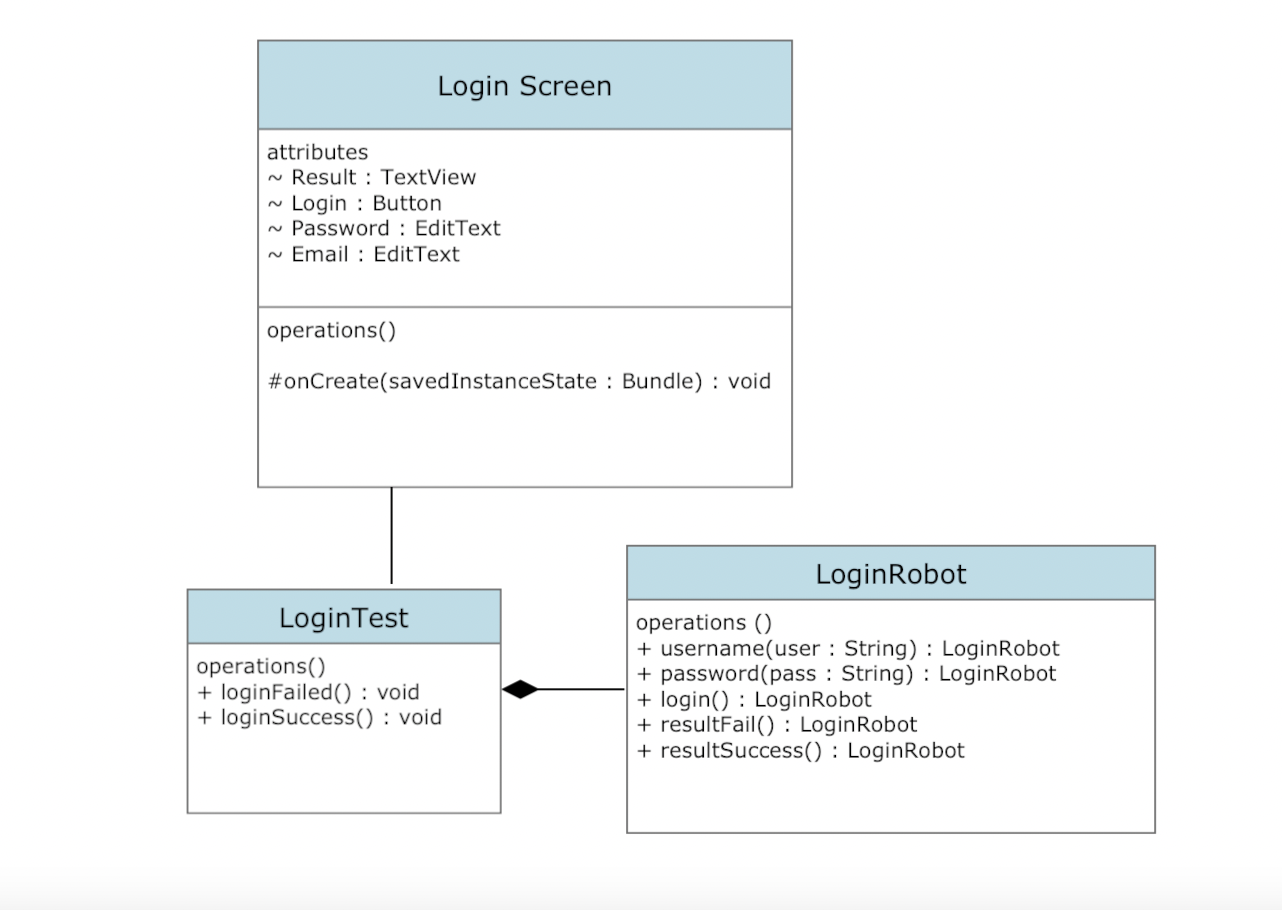 Login Screen
attributes
~ Result : TextView
~ Login : Button
~ Password : EditText
~ Email : EditText
operations()
#onCreate(savedInstanceState : Bundle) : void
LoginTest
operations()
+ loginFailed() : void
+ loginSuccess() : void
LoginRobot
operations ()
+ username(user : String) : LoginRobot
+ password(pass : String) : LoginRobot
+ login() : LoginRobot
+ resultFail() : LoginRobot
+ resultSuccess() : LoginRobot